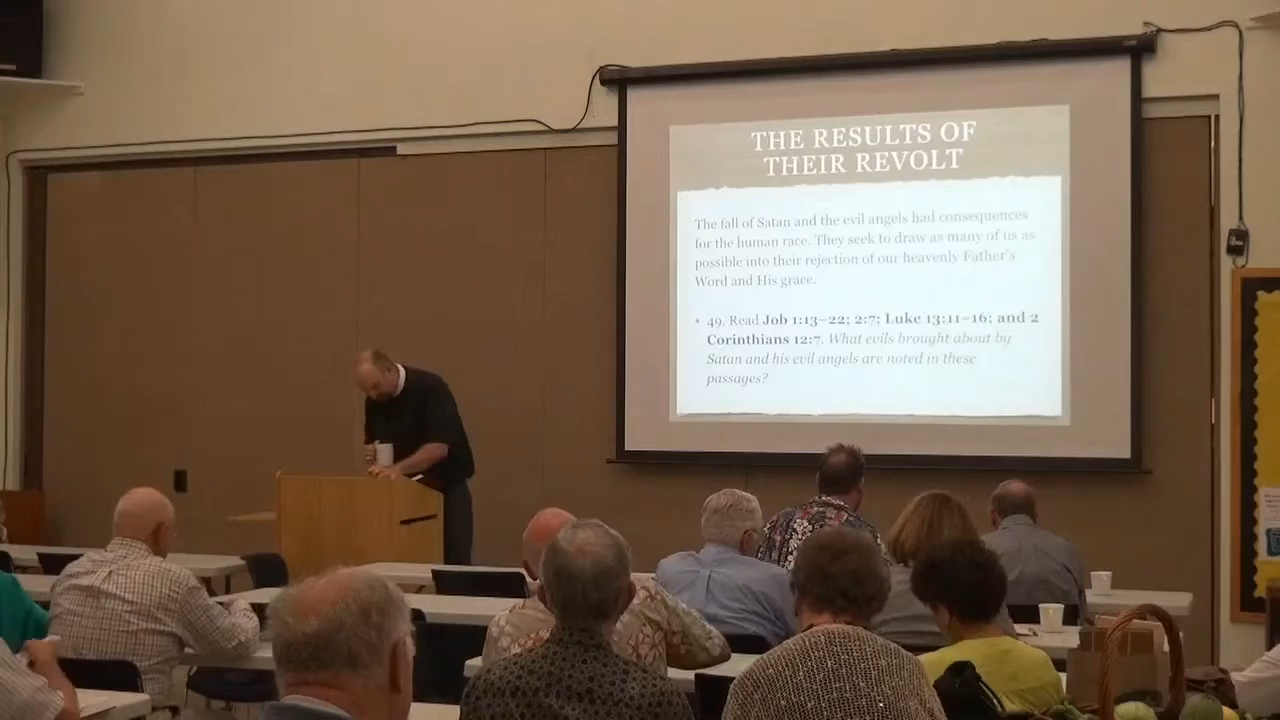 THE RESULTS OF
THEIR REVOLT
The fall of Satan and the evil angels had consequences
for the human race. They seek to draw as many of us as
possible into their rejection of our heavenly Father's
Word and His grace.
• 49. Read Job 1:13–22; 2:7; Luke 13:11–16; and 2
Corinthians 12:7. What evils brought about by
Satan and his evil angels are noted in these
passages?